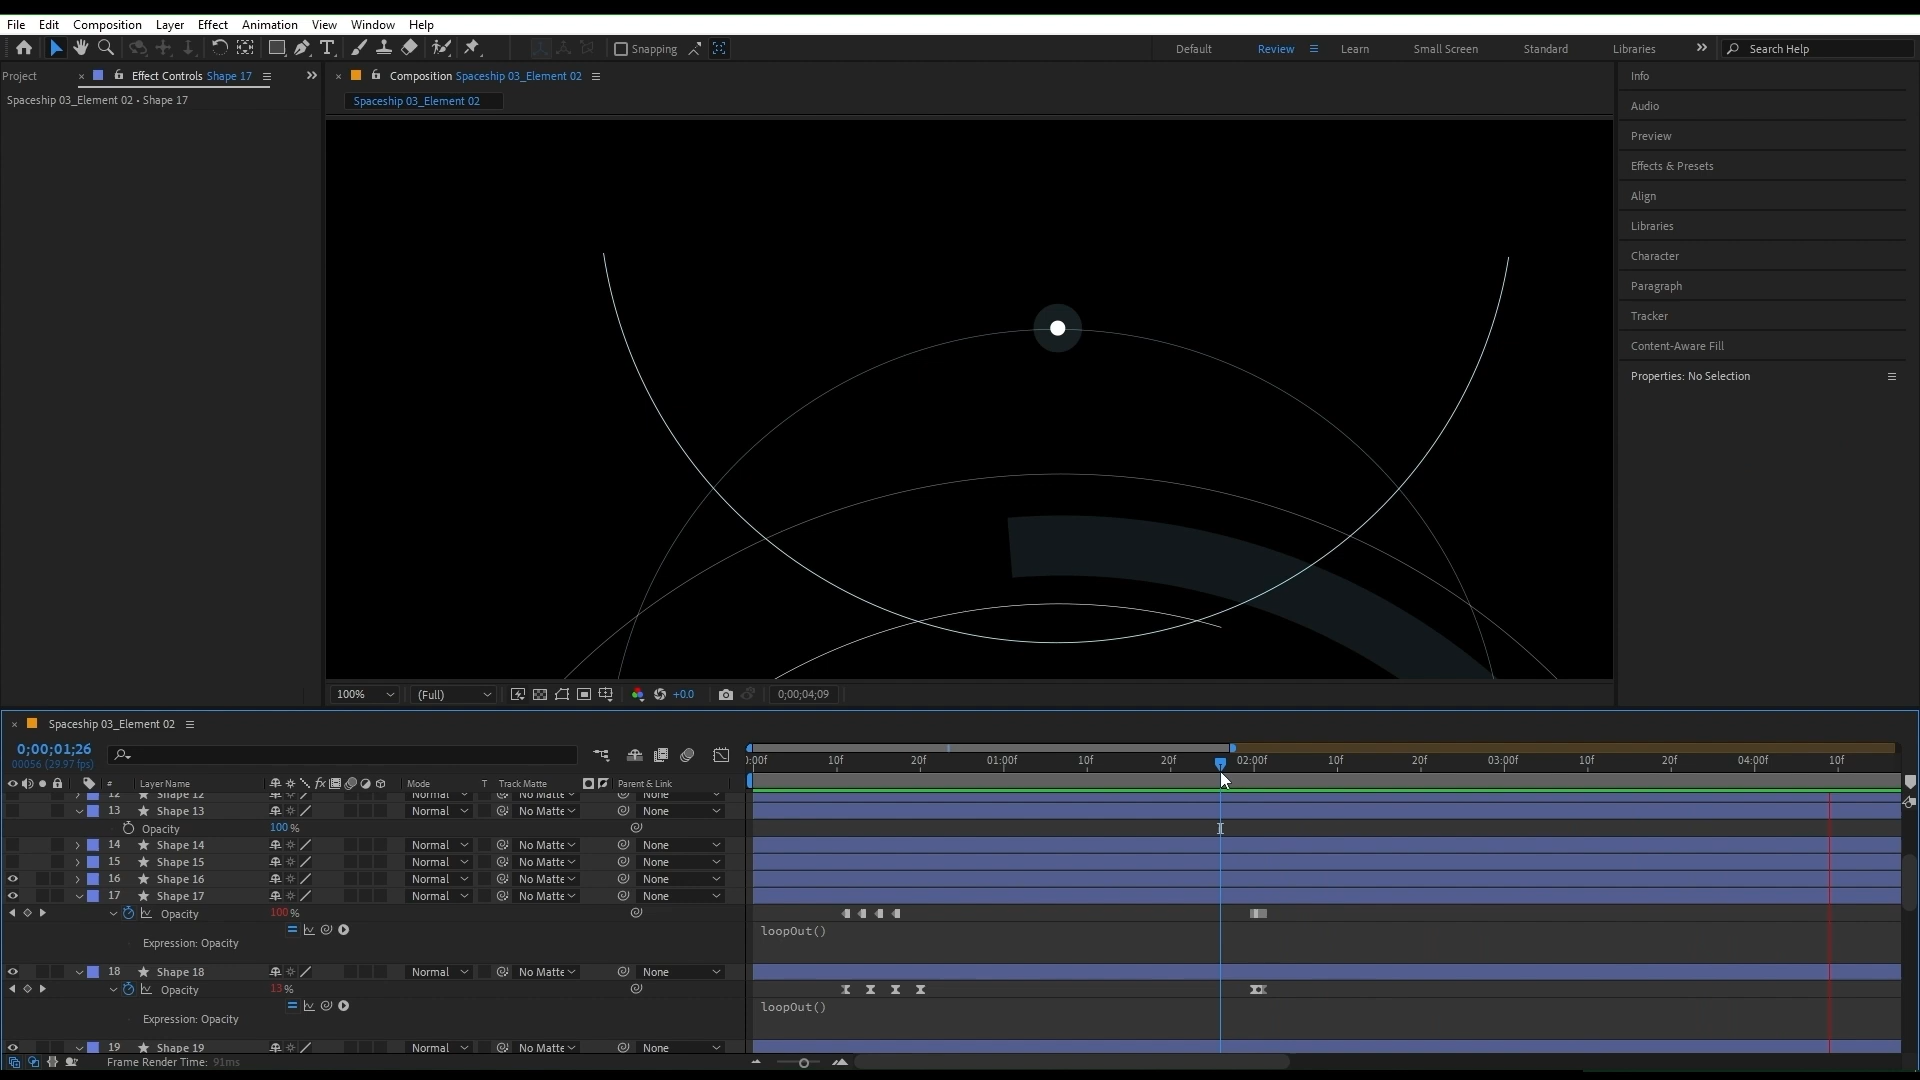 File Edit Composition Layer Effect Animation View Window Help
Snapping Default Review Learn Small Screen Standard Libraries Search Help
Project Effect Controls Shape 17
Spaceship 03_Element 02 • Shape 17
Composition Spaceship 03_Element 02
Spaceship 03_Element 02
Info
Audio
Preview
Effects & Presets
Align
Libraries
Character
Paragraph
Tracker
Content-Aware Fill
Properties: No Selection
100% (Full) +0.0 0;00;04;09
Spaceship 03_Element 02
0;00;01;26
00056 (29.97 fps)
:00f 10f 20f 01:00f 10f 20f 02:00f 10f 20f 03:00f 10f 20f 04:00f 10f
# Layer Name fx Mode T Track Matte Parent & Link
12 Shape 12 Normal No Matte None
13 Shape 13 Normal No Matte None
Opacity 100 %
14 Shape 14 Normal No Matte None
15 Shape 15 Normal No Matte None
16 Shape 16 Normal No Matte None
17 Shape 17 Normal No Matte None
Opacity 100 %
Expression: Opacity loopOut()
18 Shape 18 Normal No Matte None
Opacity 13 %
Expression: Opacity loopOut()
19 Shape 19 Normal No Matte None
Frame Render Time: 91ms